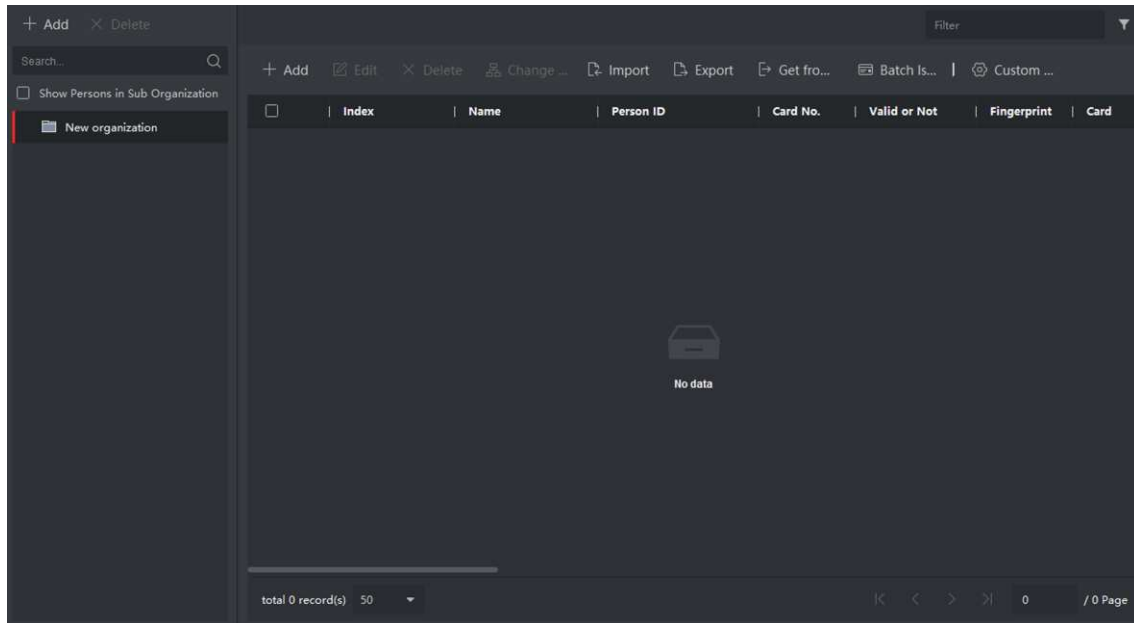 Add Delete
Filter
Search...
Show Persons in Sub Organization
New organization
Add Edit Delete Change ... Import Export Get fro... Batch Is... Custom ...
Index Name Person ID Card No. Valid or Not Fingerprint Card
No data
total 0 record(s) 50 0 / 0 Page